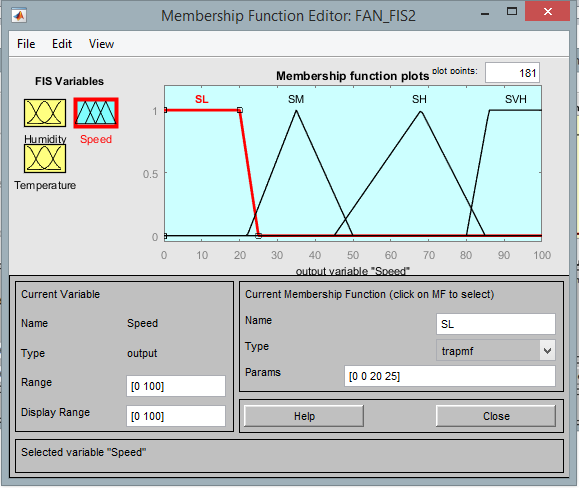 Membership Function Editor: FAN_FIS2
File Edit View
FIS Variables
Humidity
Speed
Temperature
Membership function plots
plot points:
181
SL
SM
SH
SVH
1
0.5
0
0 10 20 30 40 50 60 70 80 90 100
output variable "Speed"
Current Variable
Name Speed
Type output
Range [0 100]
Display Range [0 100]
Current Membership Function (click on MF to select)
Name SL
Type trapmf
Params [0 0 20 25]
Help
Close
Selected variable "Speed"